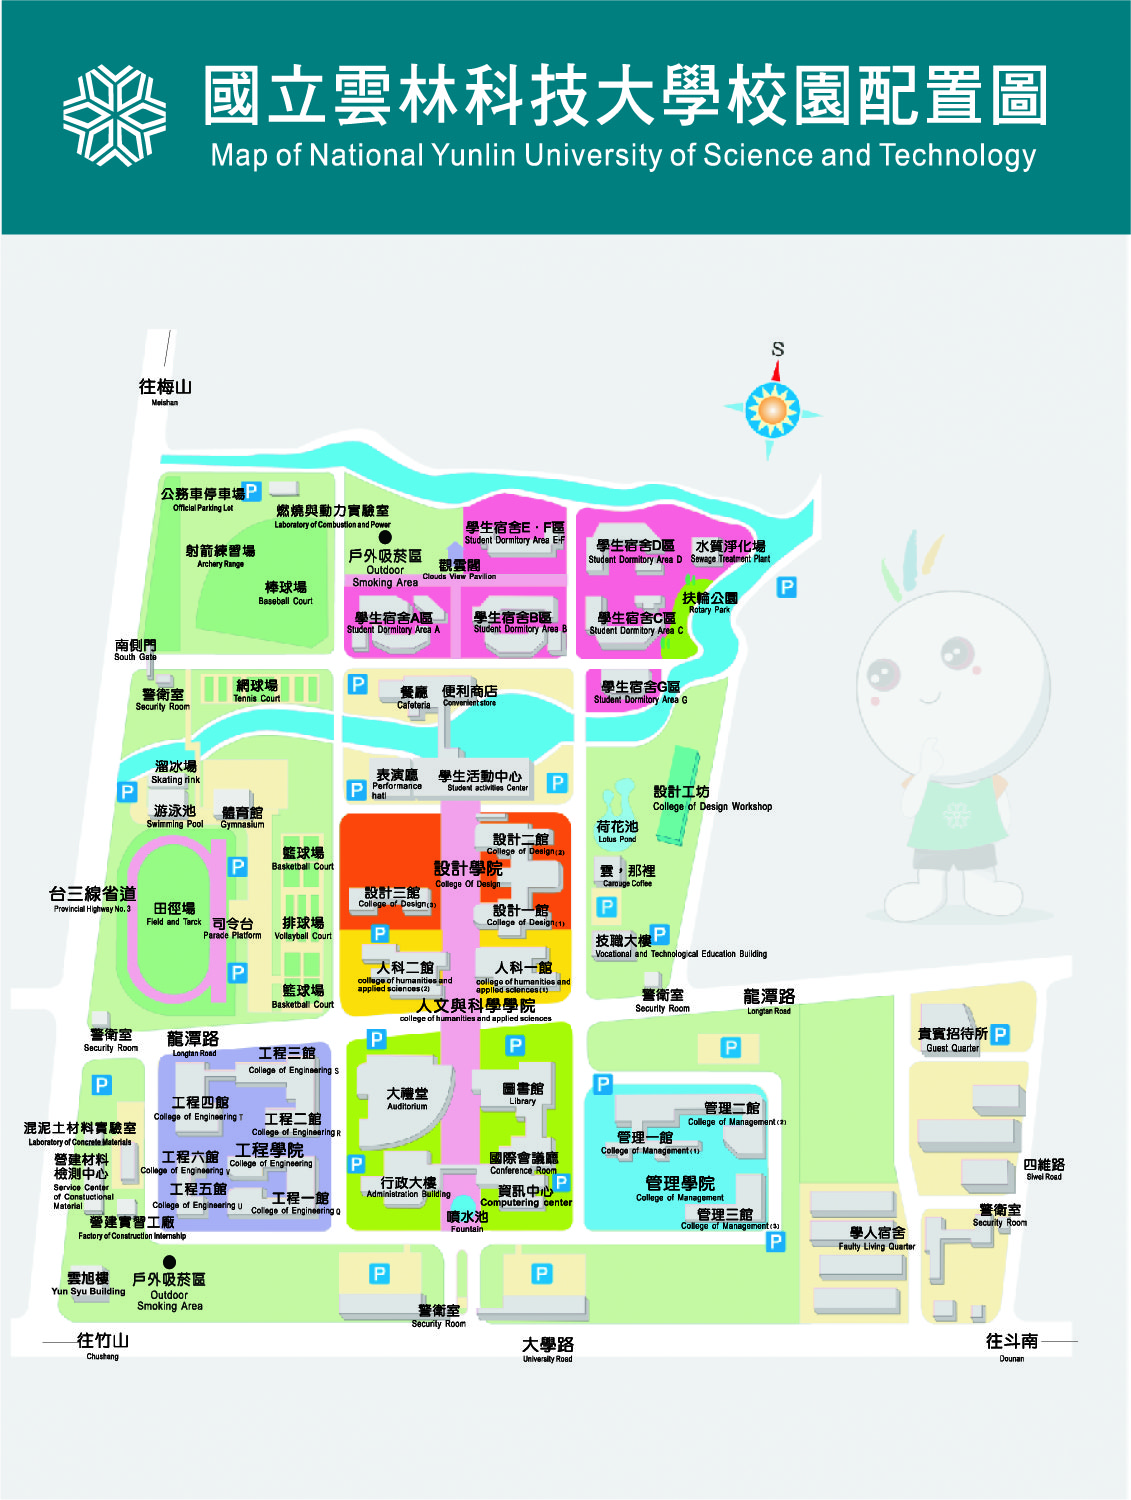 國立雲林科技大學校園配置圖
Map of National Yunlin University of Science and Technology
S
往梅山
Meishan
公務車停車場
P
Official Parking Lot
燃燒與動力實驗室
Laboratory of Combustion and Power
射箭練習場
Archery Range
棒球場
Baseball Court
戶外吸菸區
Outdoor
Smoking Area
觀雲閣
Clouds View Pavilion
學生宿舍E．F區
Student Dormitory Area E-F
學生宿舍D區
Student Dormitory Area D
水質淨化場
Sewage Treatment Plant
P
扶輪公園
Rotary Park
學生宿舍A區
Student Dormitory Area A
學生宿舍B區
Student Dormitory Area B
學生宿舍C區
Student Dormitory Area C
南側門
South Gate
警衛室
Security Room
網球場
Tennis Court
P
餐廳
Cafeteria
便利商店
Convenient store
學生宿舍G區
Student Dormitory Area G
溜冰場
Skating rink
P
游泳池
Swimming Pool
體育館
Gymnasium
P
表演廳
Performance
hatl
學生活動中心
Student activities Center
P
設計工坊
College of Design Workshop
荷花池
Lotus Pond
籃球場
Basketball Court
P
設計二館
College of Design(2)
設計學院
College Of Design
設計三館
College of Design(3)
設計一館
College of Design(1)
雲，那裡
Carouge Coffee
P
台三線省道
Provincial Highway No. 3
田徑場
Field and Tarck
司令台
Parade Platform
排球場
Vollayball Court
P
技職大樓
P
Vocational and Technological Education Building
P
人科二館
college of humanities and
applied sciences(2)
人科一館
college of humanities and
applied sciences(1)
籃球場
Basketball Court
人文與科學學院
college of humanities and applied sciences
警衛室
Security Room
龍潭路
Longtan Road
警衛室
Security Room
龍潭路
Longtan Road
P
P
P
貴賓招待所
P
Guest Quarter
工程三館
College of Engineering S
P
工程四館
College of Engineering T
工程二館
College of Engineering R
大禮堂
Auditorium
圖書館
Library
P
管理二館
College of Management(2)
混泥土材料實驗室
Laboratory of Concrete Materials
管理一館
College of Management(1)
工程學院
College of Engineering
工程六館
College of Engineering V
營建材料
檢測中心
Service Center
of Constuctional
Material
P
國際會議廳
Conference Room
四維路
Siwei Road
工程五館
College of Engineering U
工程一館
College of Engineering Q
行政大樓
Administration Building
資訊中心
P
Computering center
管理學院
College of Management
管理三館
College of Management(3)
警衛室
Security Room
營建實習工廠
Factory of Construction Internship
噴水池
Fountain
P
學人宿舍
Faulty Living Quarter
雲旭樓
Yun Syu Building
戶外吸菸區
Outdoor
Smoking Area
P
P
警衛室
Security Room
往竹山
Chushang
大學路
University Road
往斗南
Dounan